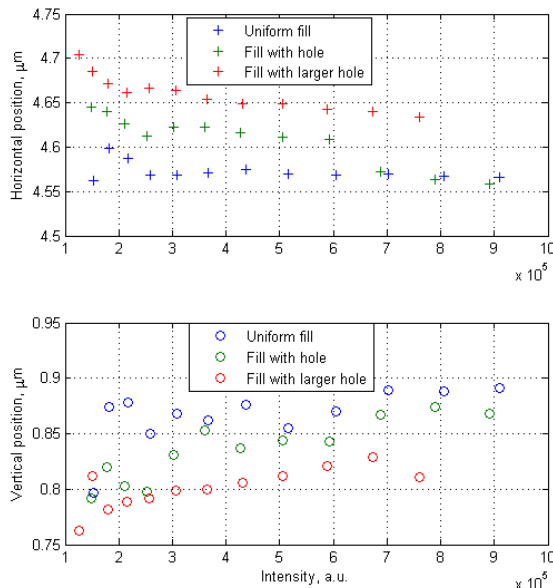 4.75
4.7
4.65
4.6
4.55
4.5
Horizontal position, μm
Uniform fill
Fill with hole
Fill with larger hole
1 2 3 4 5 6 7 8 9 10
x 10^5
0.95
0.9
0.85
0.8
0.75
Vertical position, μm
Uniform fill
Fill with hole
Fill with larger hole
1 2 3 4 5 6 7 8 9 10
Intensity, a.u.
x 10^5